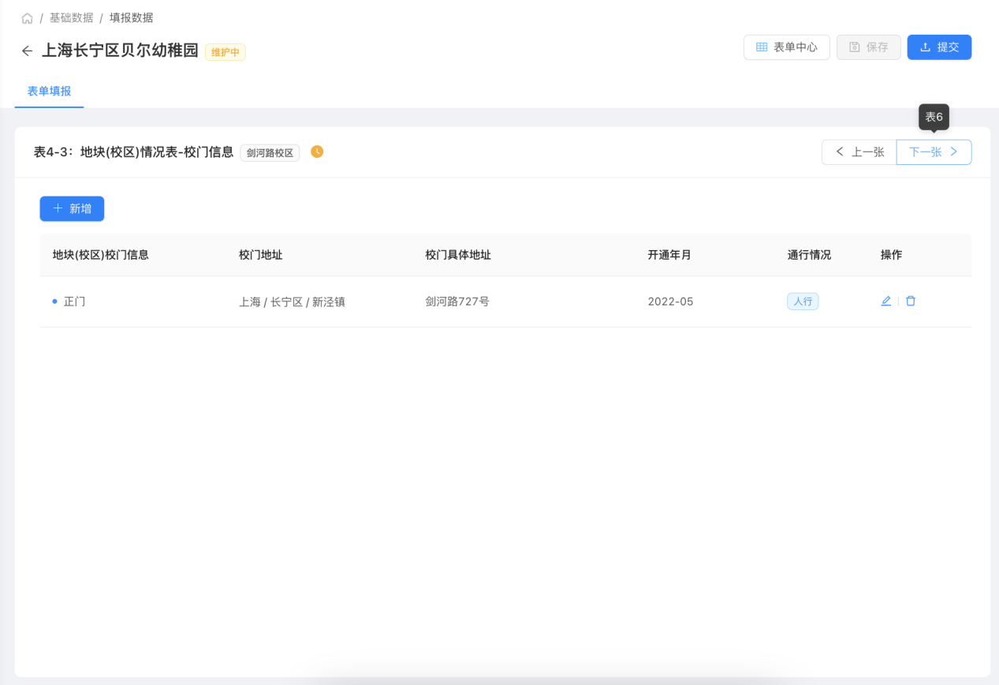 / 基础数据 / 填报数据
上海长宁区贝尔幼稚园 维护中
表单中心 保存 提交
表单填报
表6
表4-3：地块(校区)情况表-校门信息 剑河路校区
上一张 下一张
新增
地块(校区)校门信息 校门地址 校门具体地址 开通年月 通行情况 操作
正门 上海 / 长宁区 / 新泾镇 剑河路727号 2022-05 人行